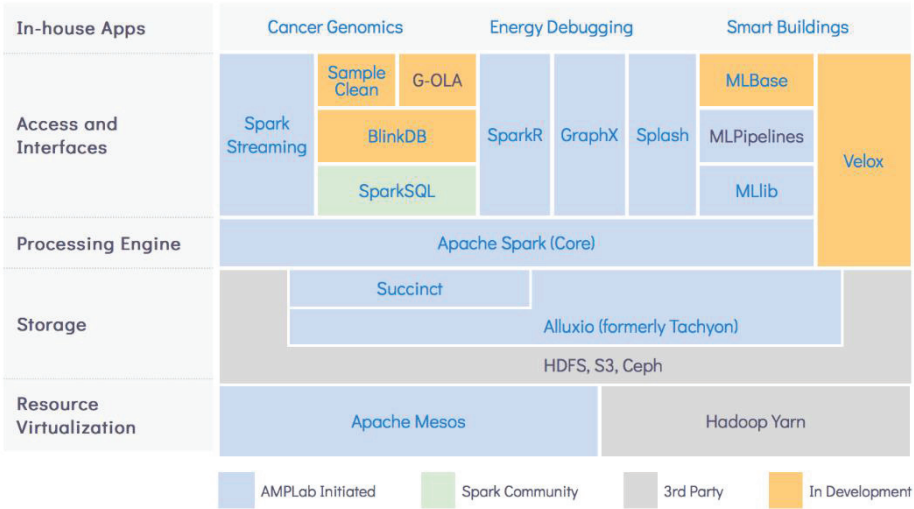 In-house Apps
Cancer Genomics
Energy Debugging
Smart Buildings
Access and
Interfaces
Spark
Streaming
Sample
Clean
G-OLA
BlinkDB
SparkSQL
SparkR
GraphX
Splash
MLBase
MLPipelines
MLlib
Velox
Processing Engine
Apache Spark (Core)
Storage
Succinct
Alluxio (formerly Tachyon)
HDFS, S3, Ceph
Resource
Virtualization
Apache Mesos
Hadoop Yarn
AMPLab Initiated
Spark Community
3rd Party
In Development